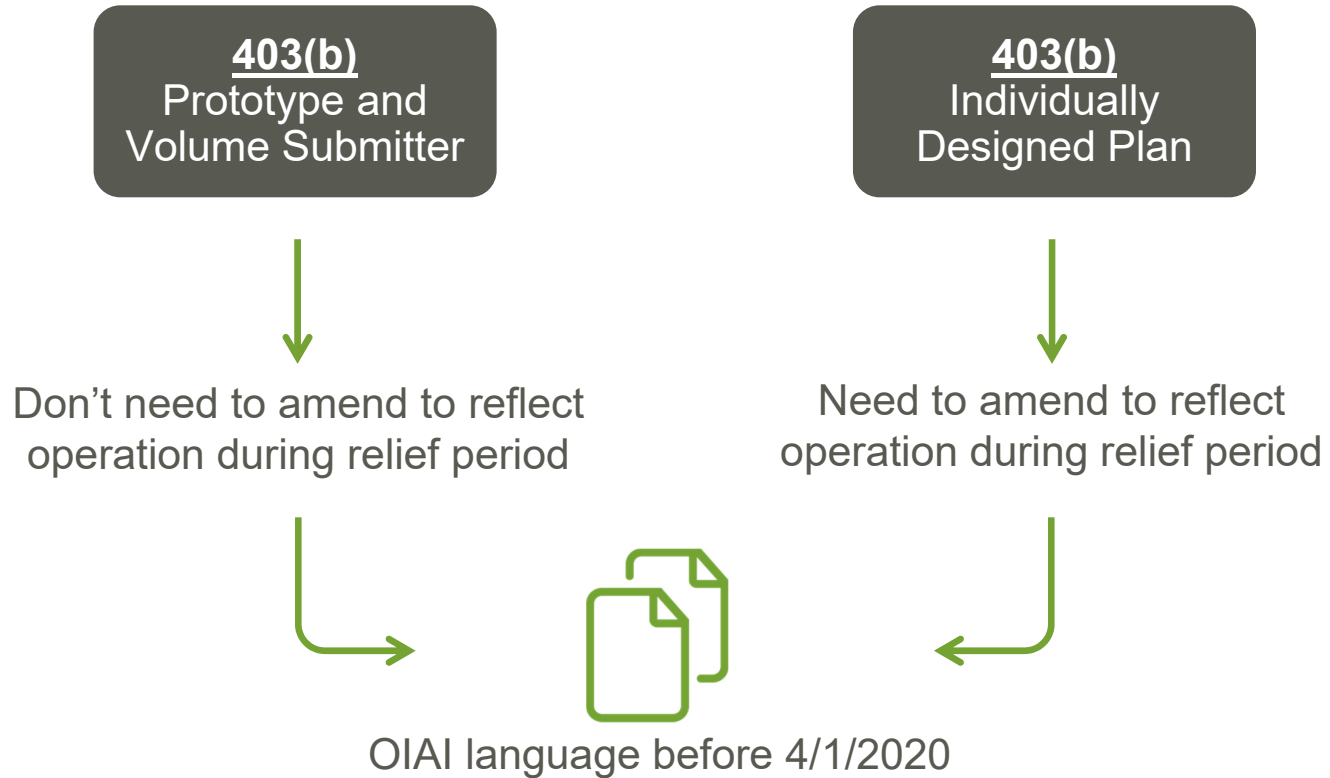 403(b)
Prototype and
Volume Submitter
403(b)
Individually
Designed Plan
Don’t need to amend to reflect
operation during relief period
Need to amend to reflect
operation during relief period
OIAI language before 4/1/2020